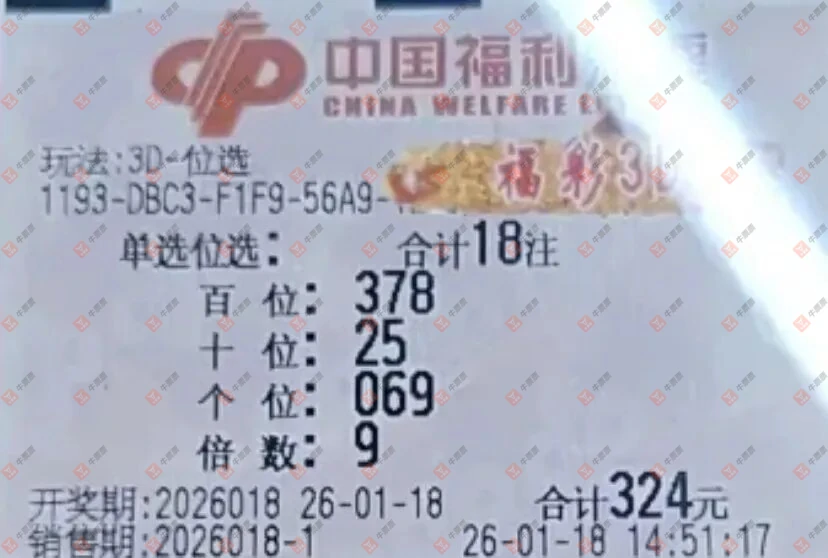 中国福利
CHINA WELFARE
福彩3D
玩法:3D-位选
1193-DBC3-F1F9-56A9-
单选位选: 合计18注
百 位: 378
十 位: 25
个 位: 069
倍 数: 9
开奖期:2026018 26-01-18 合计324元
销售期:2026018-1 26-01-18 14:51:17